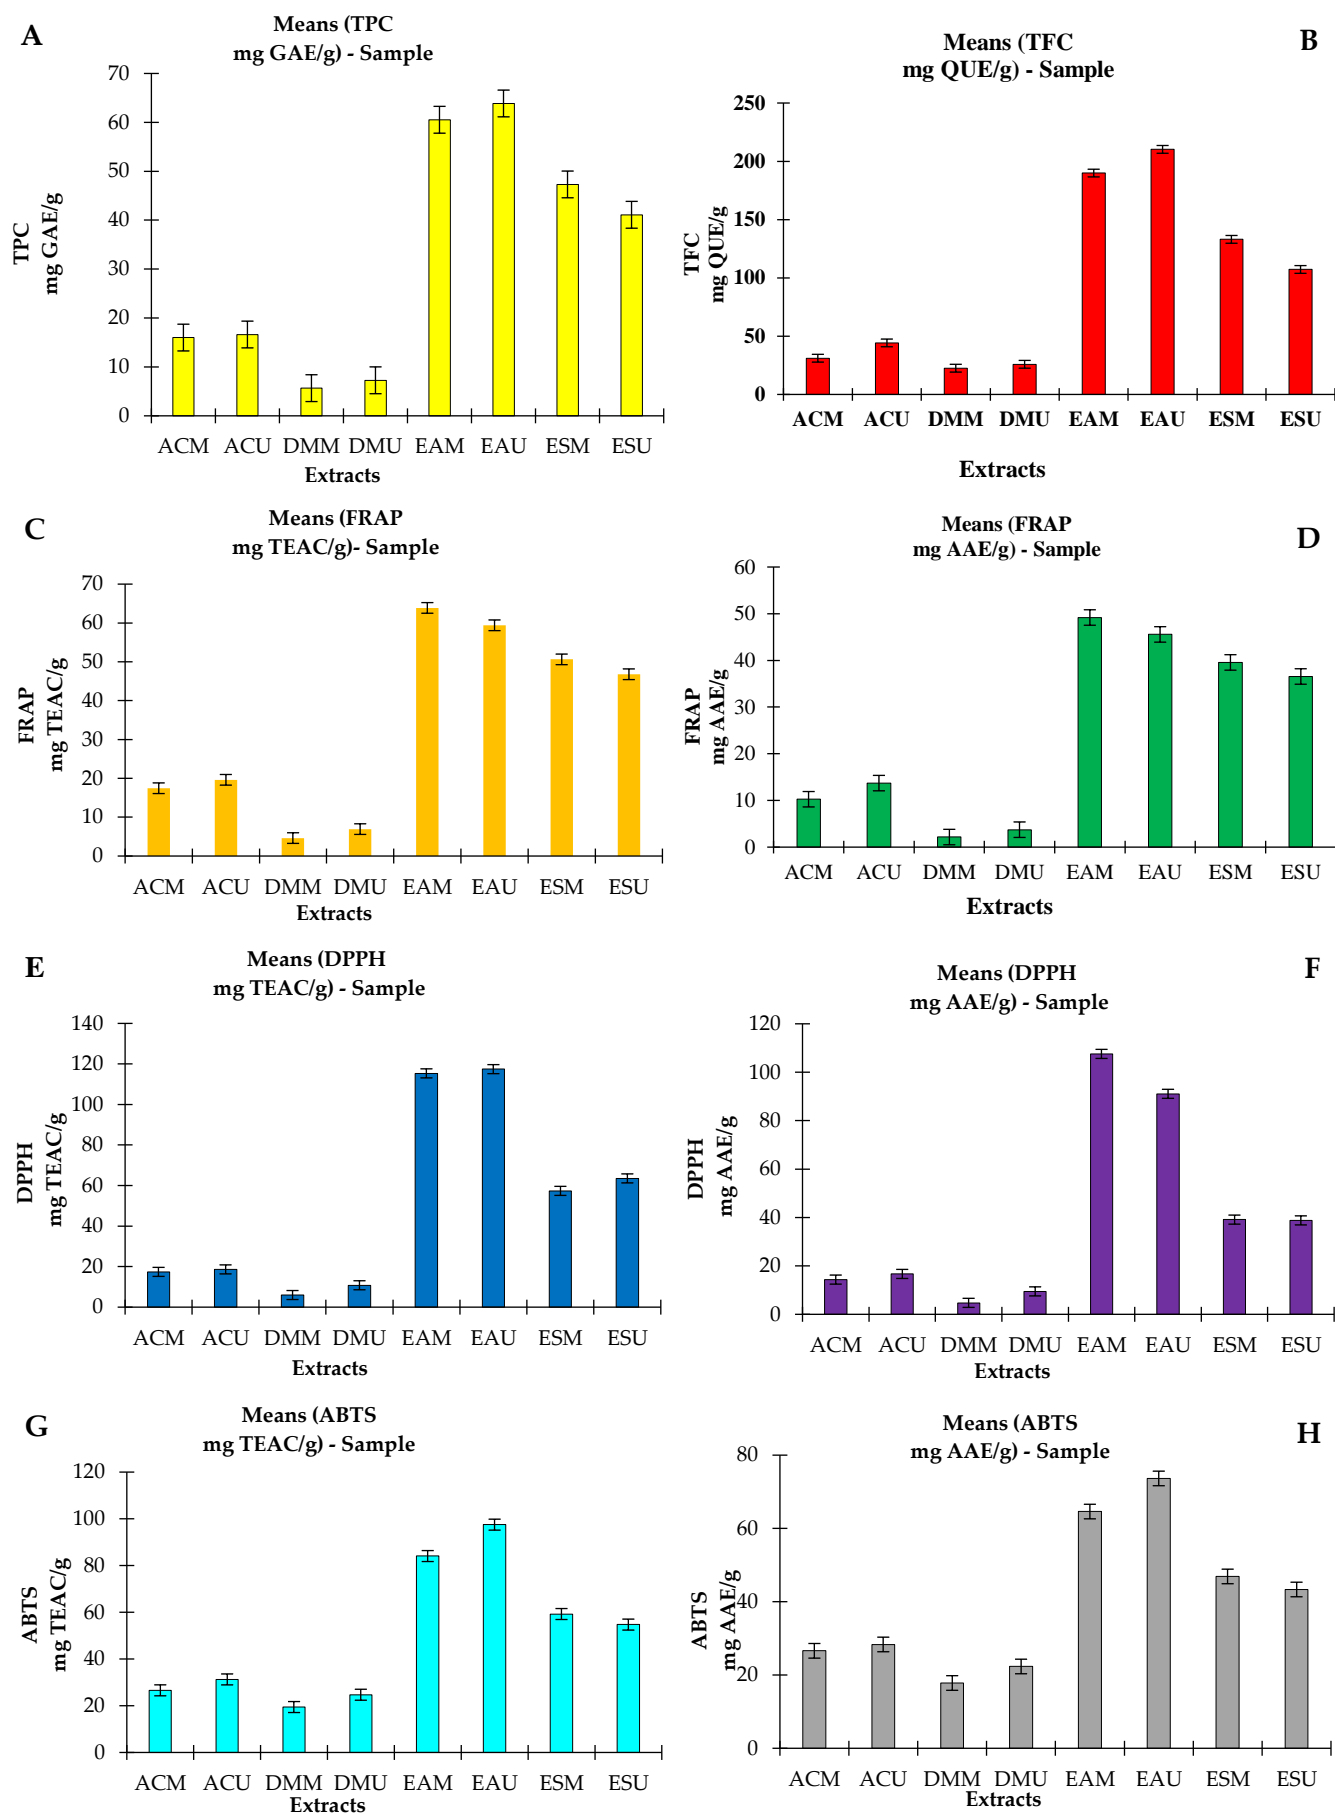 A
Means (TPC
mg GAE/g) - Sample
70
60
50
40
30
20
10
0
TPC
mg GAE/g
ACM ACU DMM DMU EAM EAU ESM ESU
Extracts
B
Means (TFC
mg QUE/g) - Sample
250
200
150
100
50
0
TFC
mg QUE/g
ACM ACU DMM DMU EAM EAU ESM ESU
Extracts
C
Means (FRAP
mg TEAC/g)- Sample
70
60
50
40
30
20
10
0
FRAP
mg TEAC/g
ACM ACU DMM DMU EAM EAU ESM ESU
Extracts
D
Means (FRAP
mg AAE/g) - Sample
60
50
40
30
20
10
0
FRAP
mg AAE/g
ACM ACU DMM DMU EAM EAU ESM ESU
Extracts
E
Means (DPPH
mg TEAC/g) - Sample
140
120
100
80
60
40
20
0
DPPH
mg TEAC/g
ACM ACU DMM DMU EAM EAU ESM ESU
Extracts
F
Means (DPPH
mg AAE/g) - Sample
120
100
80
60
40
20
0
DPPH
mg AAE/g
ACM ACU DMM DMU EAM EAU ESM ESU
Extracts
G
Means (ABTS
mg TEAC/g) - Sample
120
100
80
60
40
20
0
ABTS
mg TEAC/g
ACM ACU DMM DMU EAM EAU ESM ESU
Extracts
H
Means (ABTS
mg AAE/g) - Sample
80
60
40
20
0
ABTS
mg AAE/g
ACM ACU DMM DMU EAM EAU ESM ESU
Extracts